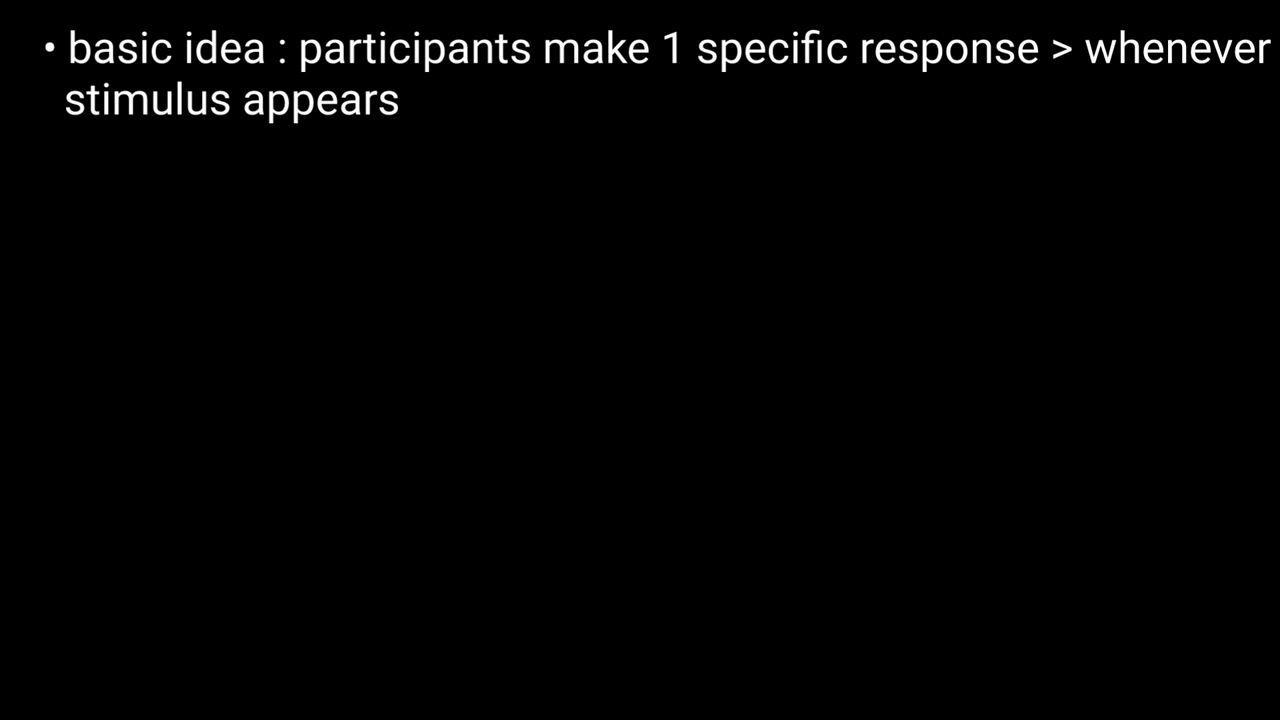 • basic idea : participants make 1 specific response > whenever
stimulus appears